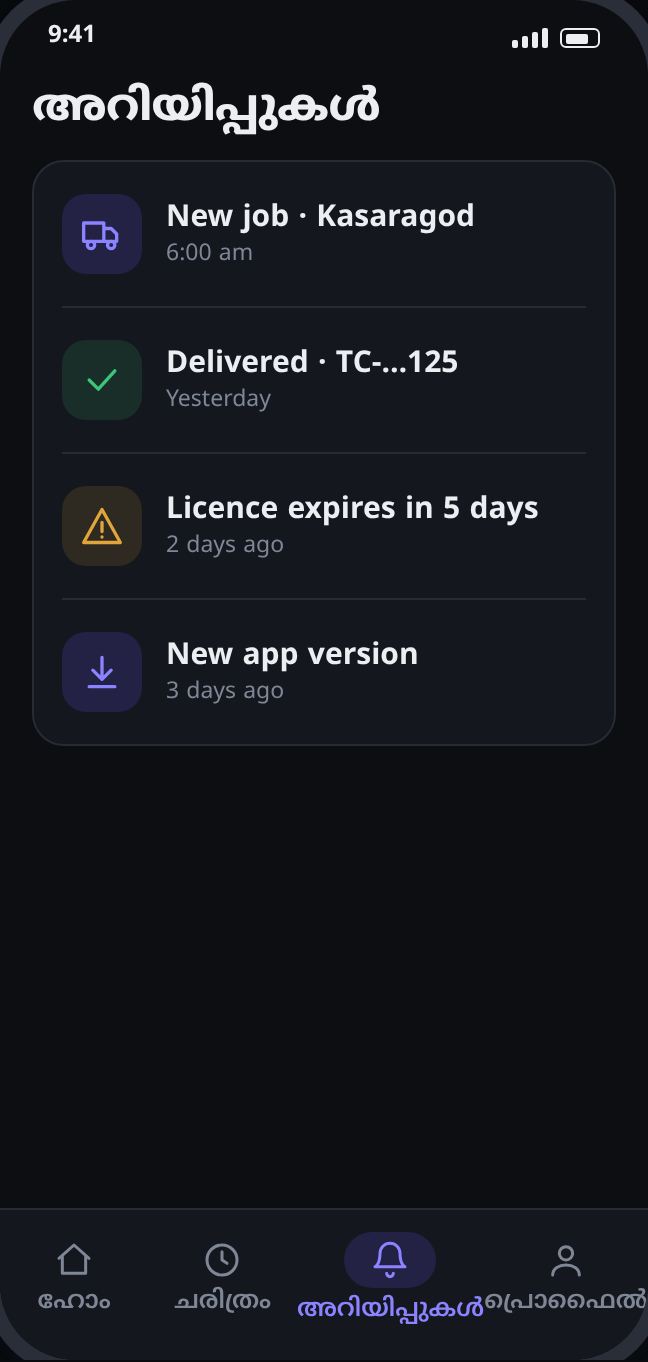 9:41
അറിയിപ്പുകൾ
New job · Kasaragod
6:00 am
Delivered · TC-...125
Yesterday
Licence expires in 5 days
2 days ago
New app version
3 days ago
ഹോം
ചരിത്രം
അറിയിപ്പുകൾ
പ്രൊഫൈൽ